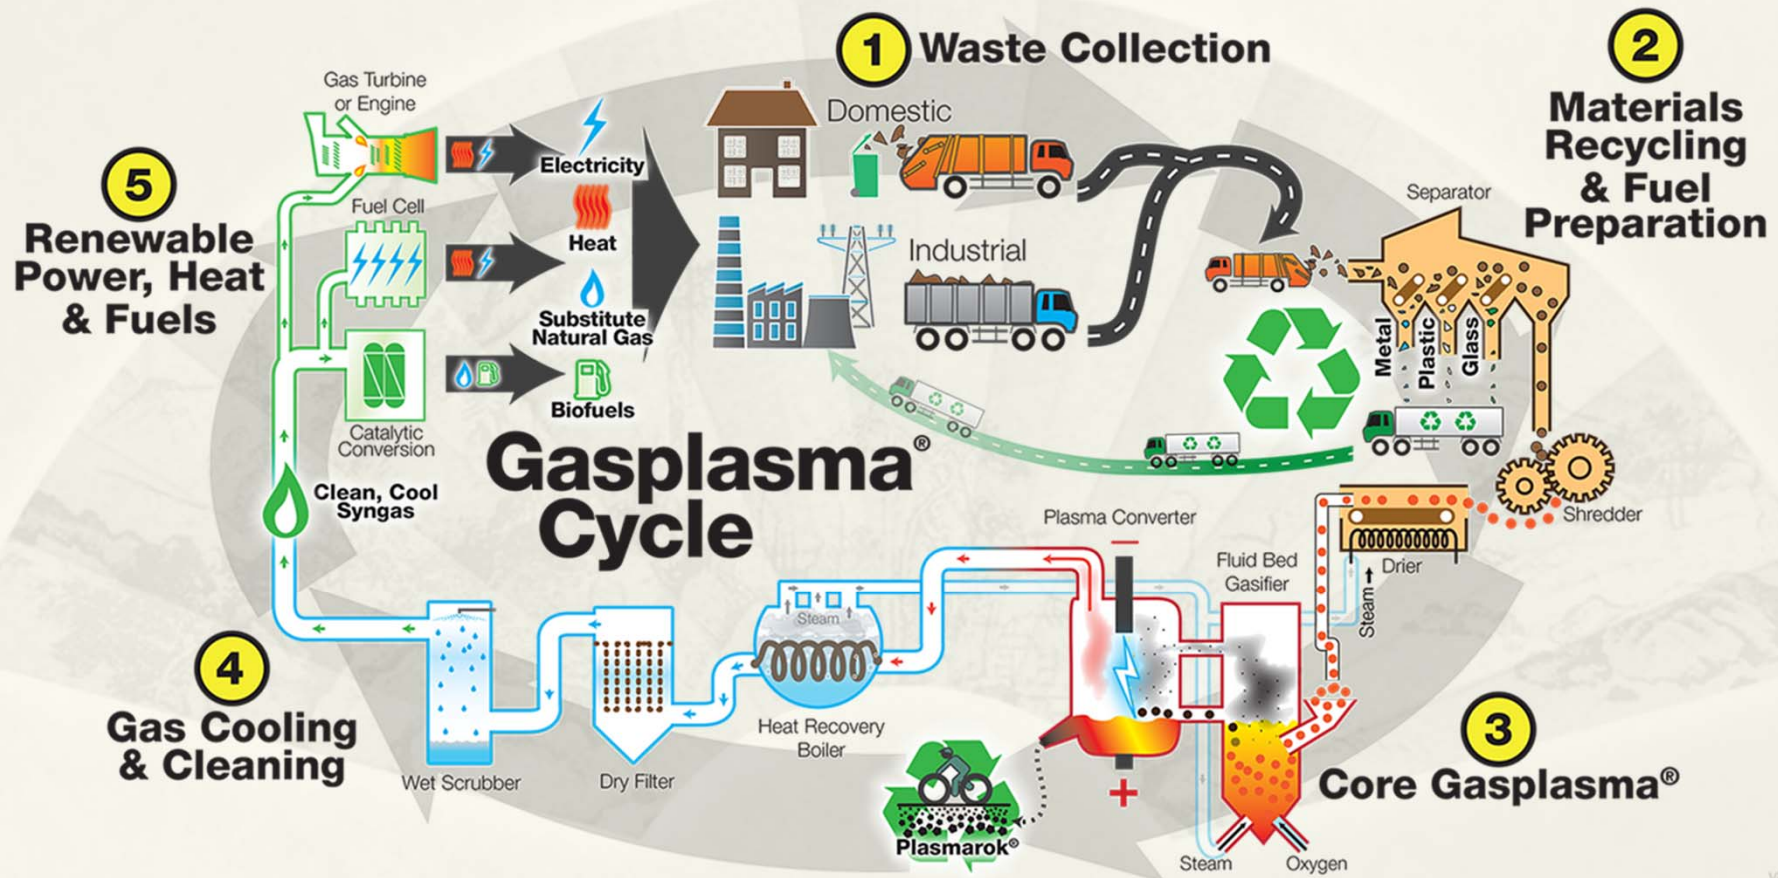 1 Waste Collection
Domestic
Industrial
2
Materials
Recycling
& Fuel
Preparation
Separator
Metal
Plastic
Glass
Shredder
Drier
Steam
3
Core Gasplasma®
Fluid Bed
Gasifier
Plasma Converter
Steam
Oxygen
Plasmarok®
4
Gas Cooling
& Cleaning
Steam
Heat Recovery
Boiler
Dry Filter
Wet Scrubber
Clean, Cool
Syngas
5
Renewable
Power, Heat
& Fuels
Gas Turbine
or Engine
Fuel Cell
Catalytic
Conversion
Electricity
Heat
Substitute
Natural Gas
Biofuels
Gasplasma®
Cycle